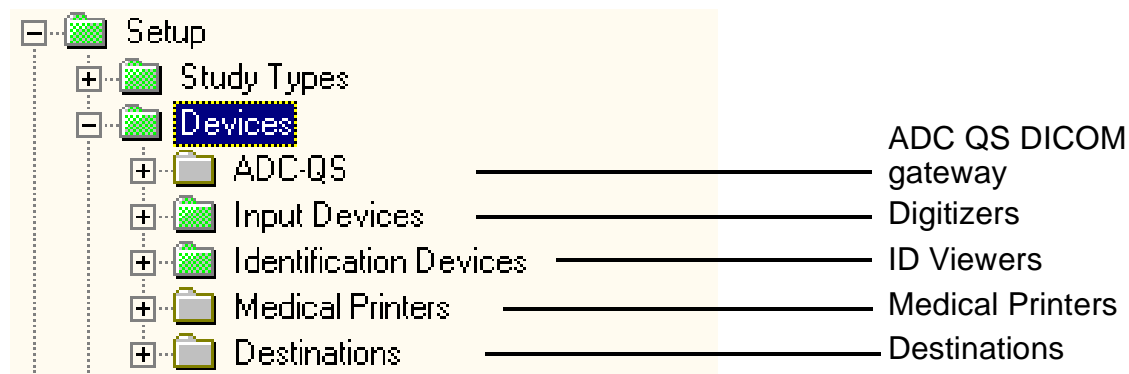 Setup
Study Types
Devices
ADC-QS
ADC QS DICOM
gateway
Input Devices
Digitizers
Identification Devices
ID Viewers
Medical Printers
Medical Printers
Destinations
Destinations